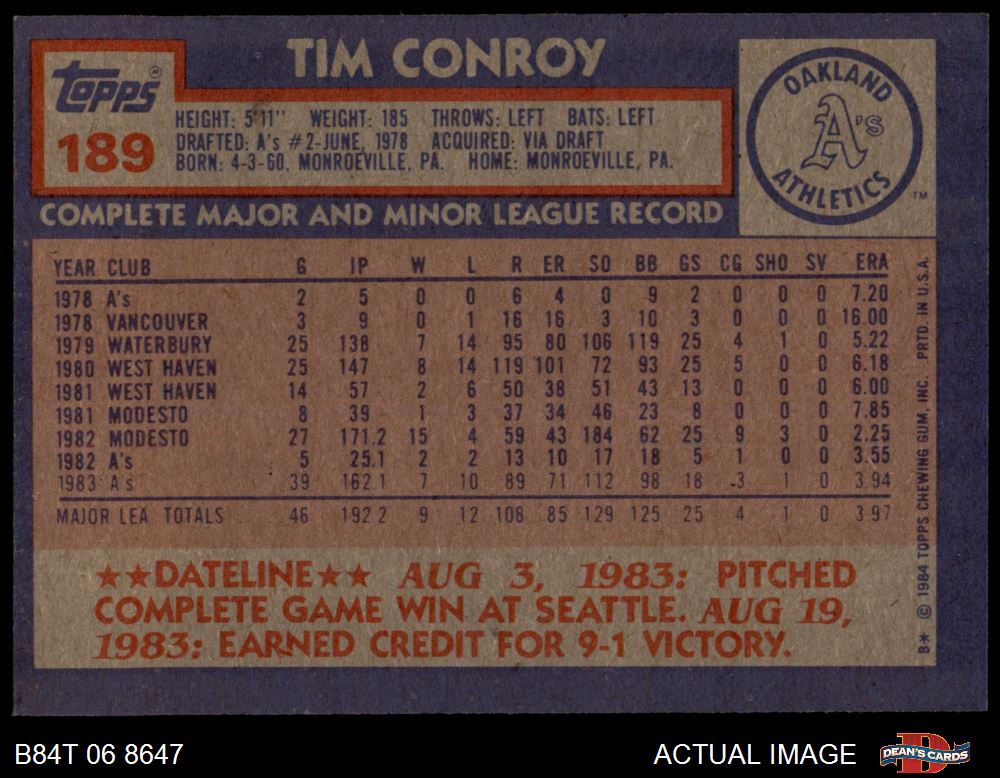 TIM CONROY
Topps®
189
HEIGHT: 5'11" WEIGHT: 185 THROWS: LEFT BATS: LEFT
DRAFTED: A's #2-JUNE, 1978 ACQUIRED: VIA DRAFT
BORN: 4-3-60, MONROEVILLE, PA. HOME: MONROEVILLE, PA.
OAKLAND
A's
ATHLETICS
TM
COMPLETE MAJOR AND MINOR LEAGUE RECORD
YEAR CLUB G IP W L R ER SO BB GS CG SHO SV ERA
1978 A's 2 5 0 0 6 4 0 9 2 0 0 0 7.20
1978 VANCOUVER 3 9 0 1 16 16 3 10 3 0 0 0 16.00
1979 WATERBURY 25 138 7 14 95 80 106 119 25 4 1 0 5.22
1980 WEST HAVEN 25 147 8 14 119 101 72 93 25 5 0 0 6.18
1981 WEST HAVEN 14 57 2 6 50 38 51 43 13 0 0 0 6.00
1981 MODESTO 8 39 1 3 37 34 46 23 8 0 0 0 7.85
1982 MODESTO 27 171.2 15 4 59 43 184 62 25 9 3 0 2.25
1982 A's 5 25.1 2 2 13 10 17 18 5 1 0 0 3.55
1983 A's 39 162.1 7 10 89 71 112 98 18 3 1 0 3.94
MAJOR LEA TOTALS 46 192.2 9 12 108 85 129 125 25 4 1 0 3.97
★★DATELINE★★ AUG 3, 1983: PITCHED
COMPLETE GAME WIN AT SEATTLE. AUG 19,
1983: EARNED CREDIT FOR 9-1 VICTORY.
B* © 1984 TOPPS CHEWING GUM, INC. PRTD. IN U.S.A.
B84T 06 8647
ACTUAL IMAGE
DEAN'S CARDS